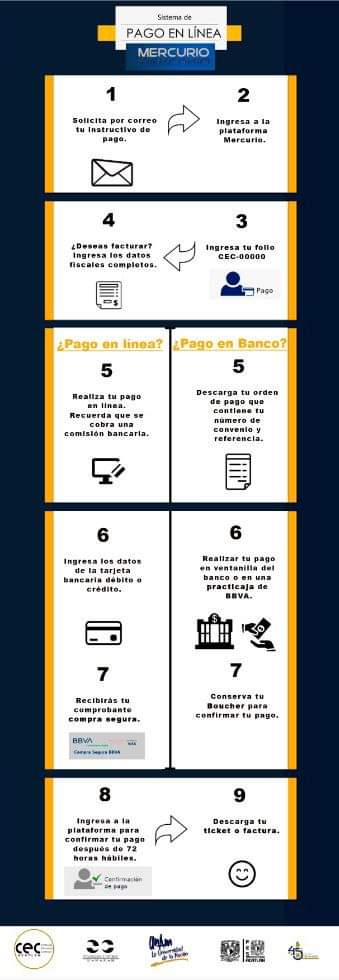 Sistema de
PAGO EN LÍNEA
MERCURIO
1
Solicita por correo
tu instructivo de
pago.
2
Ingresa a la
plataforma
Mercurio.
3
Ingresa tu folio
CEC-00000
Pago
4
¿Deseas facturar?
Ingresa los datos
fiscales completos.
¿Pago en línea?
5
Realiza tu pago
en línea.
Recuerda que se
cobra una
comisión bancaria.
6
Ingresa los datos
de la tarjeta
bancaria débito o
crédito.
7
Recibirás tu
comprobante
compra segura.
BBVA
Compra Segura BBVA
¿Pago en Banco?
5
Descarga tu orden
de pago que
contiene tu
número de
convenio y
referencia.
6
Realizar tu pago
en ventanilla del
banco o en una
practicaja de
BBVA.
7
Conserva tu
Boucher para
confirmar tu pago.
8
Ingresa a la
plataforma para
confirmar tu pago
después de 72
horas hábiles.
Confirmación
de pago
9
Descarga tu
ticket o factura.
cec
La Universidad
de la Nación